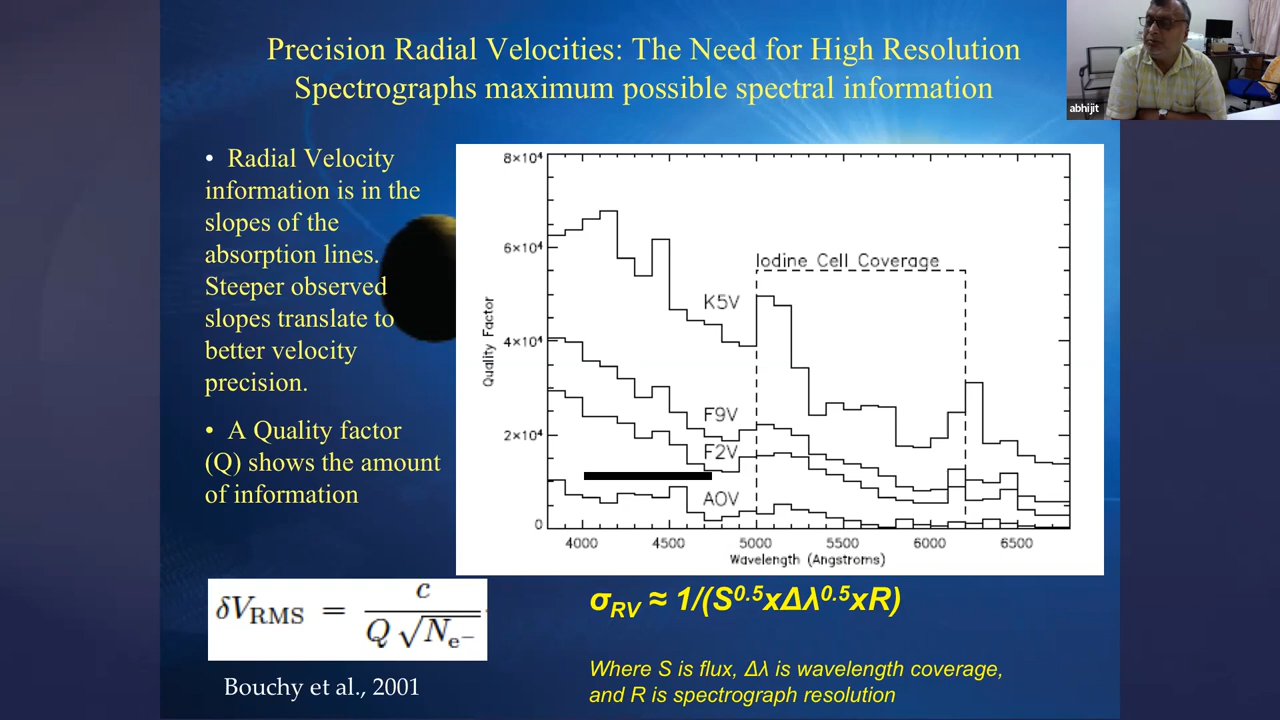 Precision Radial Velocities: The Need for High Resolution
Spectrographs maximum possible spectral information
abhijit
• Radial Velocity
information is in the
slopes of the
absorption lines.
Steeper observed
slopes translate to
better velocity
precision.
• A Quality factor
(Q) shows the amount
of information
8×10⁴
6×10⁴
4×10⁴
2×10⁴
0
Quality Factor
Iodine Cell Coverage
K5V
F9V
F2V
A0V
4000 4500 5000 5500 6000 6500
Wavelength (Angstroms)
δV_RMS = c / (Q √N_e⁻)
Bouchy et al., 2001
σ_RV ≈ 1/(S^0.5xΔλ^0.5xR)
Where S is flux, Δλ is wavelength coverage,
and R is spectrograph resolution